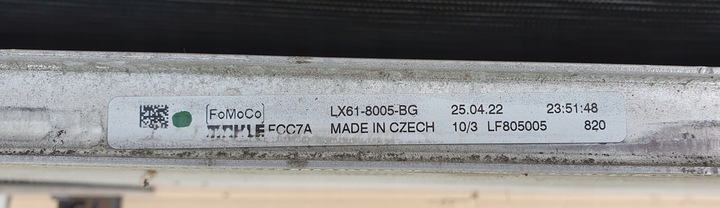 FoMoCo LX61-8005-BG 25.04.22 23:51:48
MAHLE FCC7A MADE IN CZECH 10/3 LF805005 820